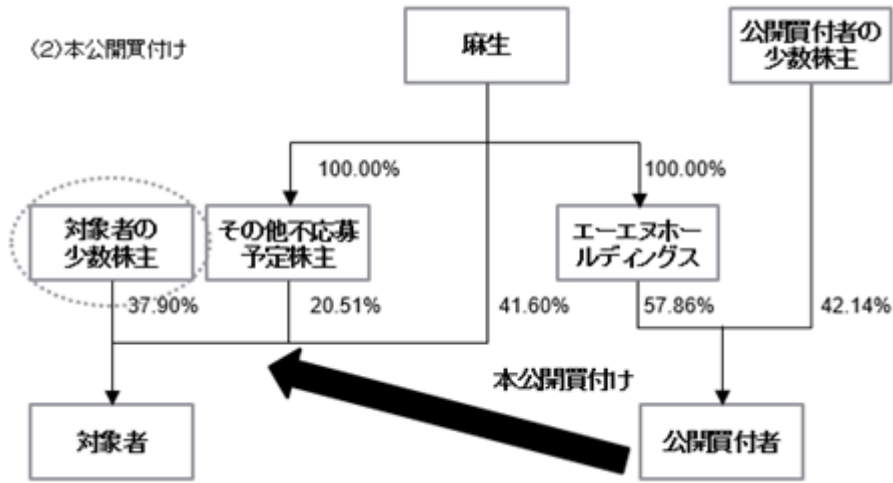 (2)本公開買付け
麻生
公開買付者の
少数株主
100.00%
100.00%
対象者の
少数株主
その他不応募
予定株主
エーエヌホー
ルディングス
37.90%
20.51%
41.60%
57.86%
42.14%
本公開買付け
対象者
公開買付者